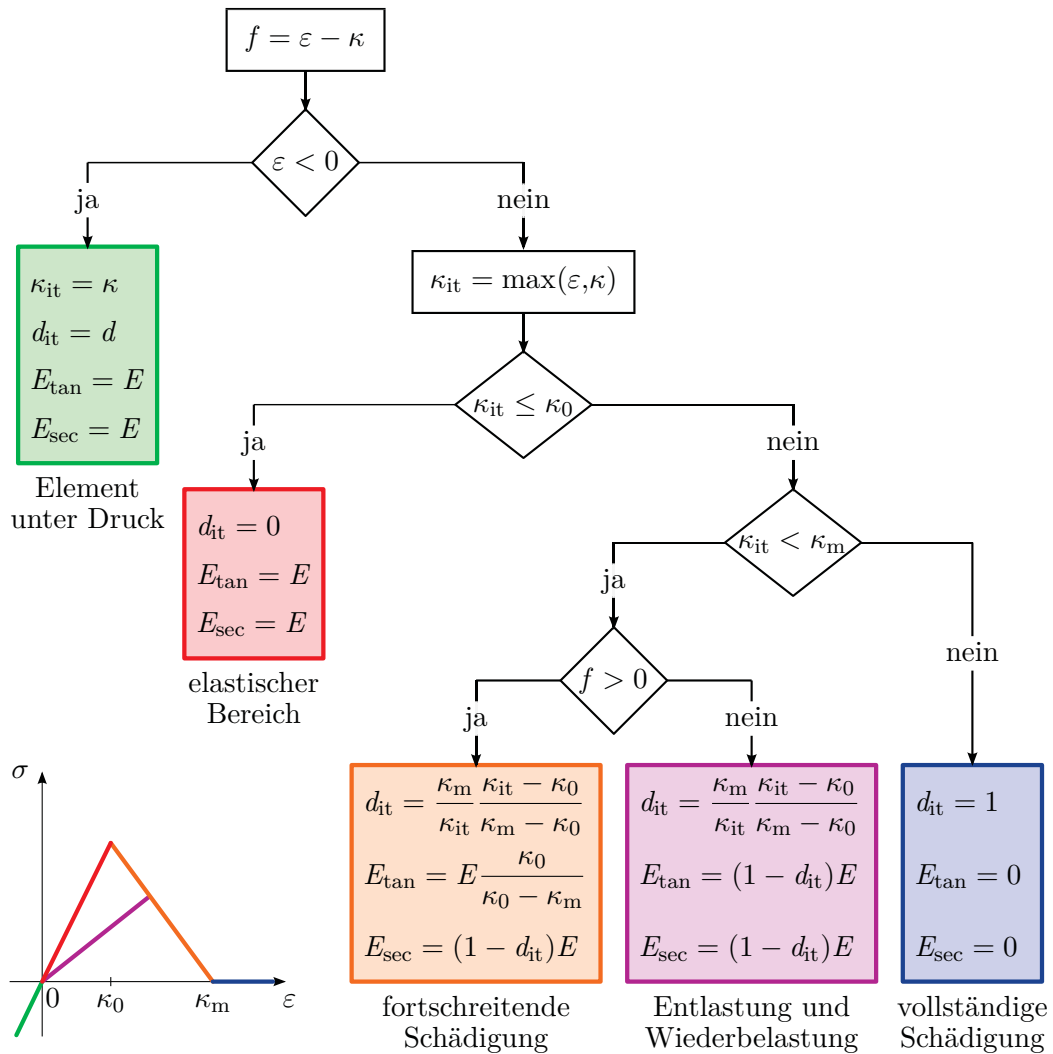 f = ε − κ
ε < 0
ja
nein
κ_it = κ
d_it = d
E_tan = E
E_sec = E
Element
unter Druck
κ_it = max(ε,κ)
κ_it ≤ κ_0
ja
nein
d_it = 0
E_tan = E
E_sec = E
elastischer
Bereich
κ_it < κ_m
ja
nein
f > 0
ja
nein
d_it = κ_m/κ_it (κ_it − κ_0)/(κ_m − κ_0)
E_tan = E κ_0/(κ_0 − κ_m)
E_sec = (1 − d_it)E
fortschreitende
Schädigung
d_it = κ_m/κ_it (κ_it − κ_0)/(κ_m − κ_0)
E_tan = (1 − d_it)E
E_sec = (1 − d_it)E
Entlastung und
Wiederbelastung
d_it = 1
E_tan = 0
E_sec = 0
vollständige
Schädigung
σ
0
κ_0
κ_m
ε